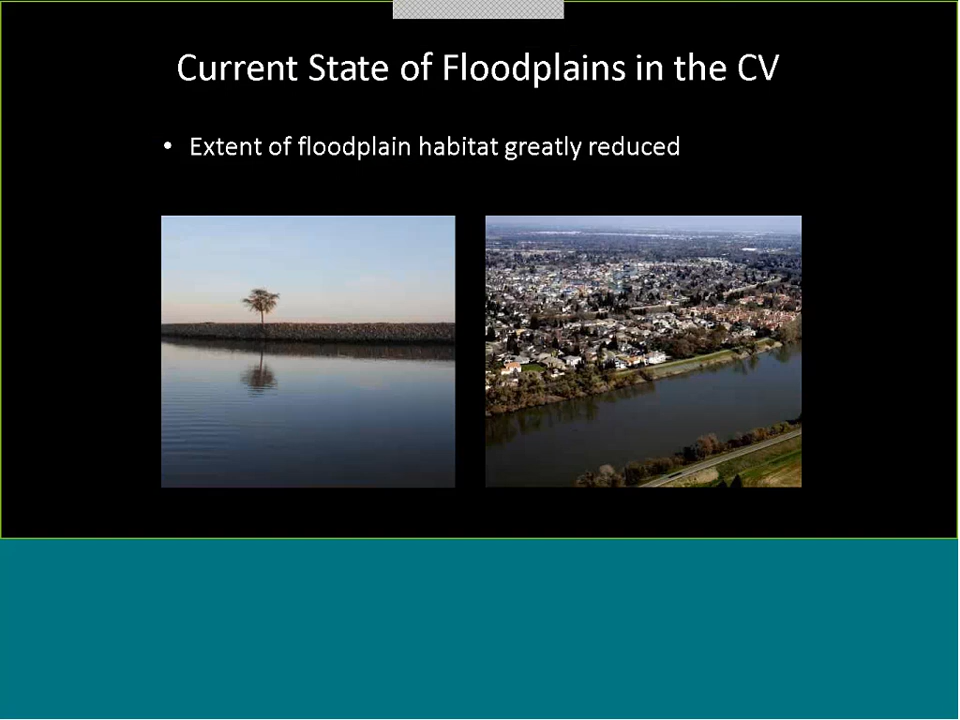 Current State of Floodplains in the CV
• Extent of floodplain habitat greatly reduced